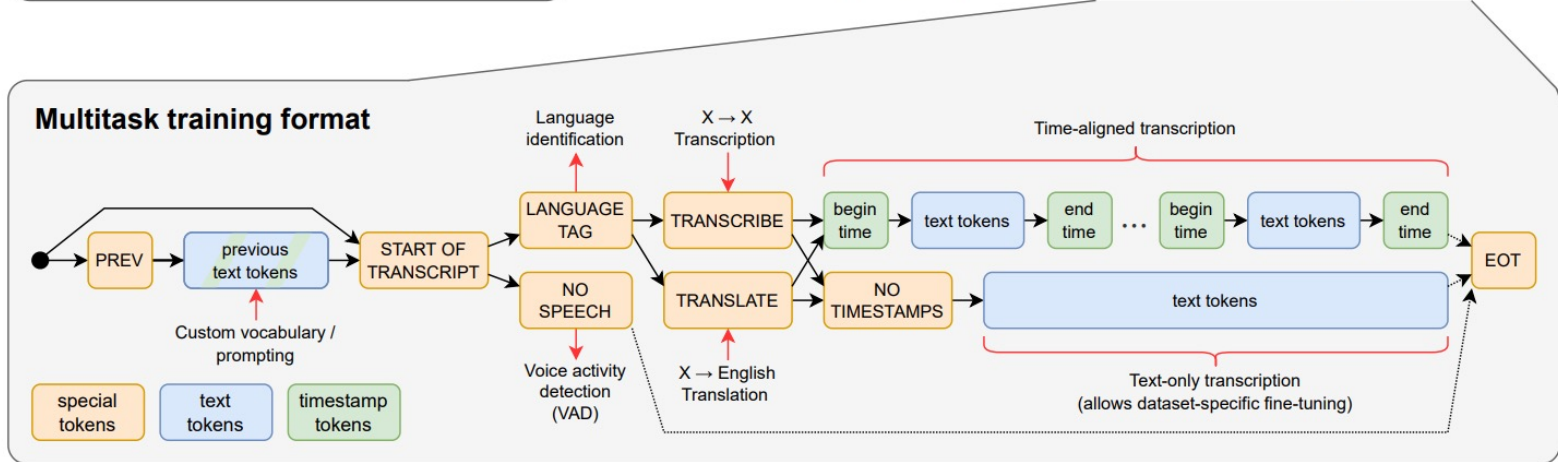 Multitask training format
Language
identification
X → X
Transcription
Time-aligned transcription
PREV
previous
text tokens
START OF
TRANSCRIPT
LANGUAGE
TAG
NO
SPEECH
TRANSCRIBE
TRANSLATE
begin
time
text tokens
end
time
...
begin
time
text tokens
end
time
NO
TIMESTAMPS
text tokens
EOT
Custom vocabulary /
prompting
Voice activity
detection
(VAD)
X → English
Translation
Text-only transcription
(allows dataset-specific fine-tuning)
special
tokens
text
tokens
timestamp
tokens